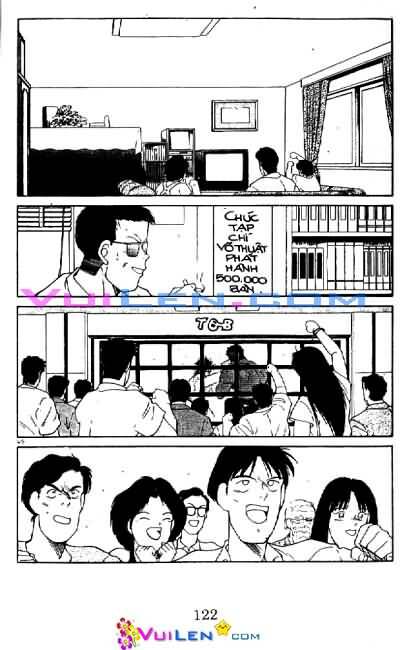 CHÚC
TẠP
CHÍ
VÕ THUẬT
PHÁT
HÀNH
500.000
BẢN
VUILEN.COM
TGB
122
VUILEN.COM